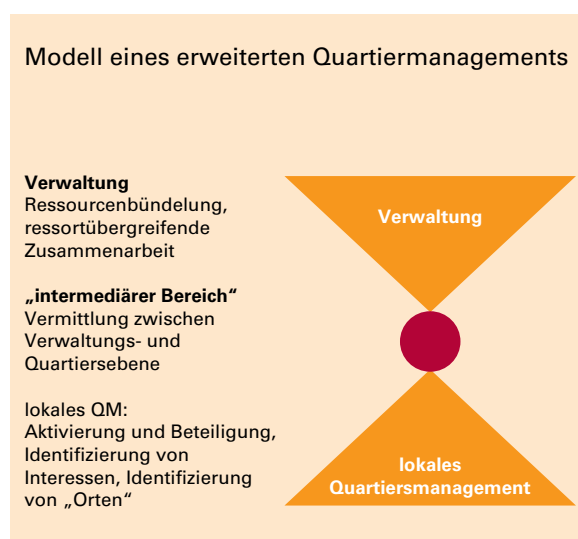 Modell eines erweiterten Quartiermanagements
Verwaltung
Ressourcenbündelung,
ressortübergreifende
Zusammenarbeit
„intermediärer Bereich“
Vermittlung zwischen
Verwaltungs- und
Quartiersebene
lokales QM:
Aktivierung und Beteiligung,
Identifizierung von
Interessen, Identifizierung
von „Orten“
Verwaltung
lokales
Quartiersmanagement